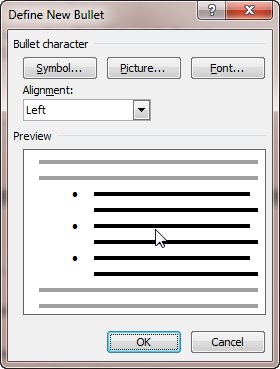 Define New Bullet
Bullet character
Symbol... Picture... Font...
Alignment:
Left
Preview
OK Cancel